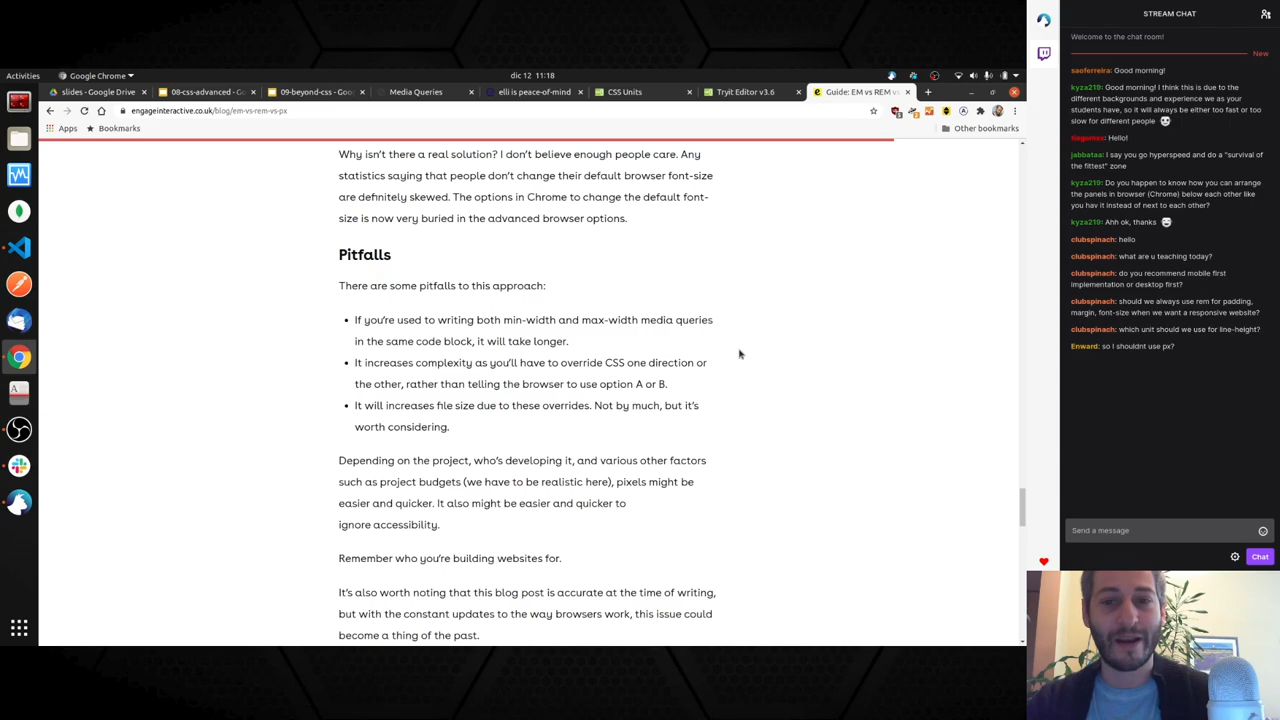 Activities
Google Chrome
dic 12 11:18
slides - Google Drive
08-css-advanced - G
09-beyond-css - Goo
Media Queries
elli is peace-of-mind
CSS Units
Tryit Editor v3.6
Guide: EM vs REM vs
engageinteractive.co.uk/blog/em-vs-rem-vs-px
Apps
Bookmarks
Other bookmarks
Why isn't there a real solution? I don't believe enough people care. Any
statistics saying that people don't change their default browser font-size
are definitely skewed. The options in Chrome to change the default font-
size is now very buried in the advanced browser options.
Pitfalls
There are some pitfalls to this approach:
• If you're used to writing both min-width and max-width media queries
in the same code block, it will take longer.
• It increases complexity as you'll have to override CSS one direction or
the other, rather than telling the browser to use option A or B.
• It will increases file size due to these overrides. Not by much, but it's
worth considering.
Depending on the project, who's developing it, and various other factors
such as project budgets (we have to be realistic here), pixels might be
easier and quicker. It also might be easier and quicker to
ignore accessibility.
Remember who you're building websites for.
It's also worth noting that this blog post is accurate at the time of writing,
but with the constant updates to the way browsers work, this issue could
become a thing of the past.
STREAM CHAT
Welcome to the chat room!
New
saoferreira: Good morning!
kyza219: Good morning! I think this is due to the
different backgrounds and experience we as your
students have, so it will always be either too fast or too
slow for different people
Hello!
jabbataa: I say you go hyperspeed and do a "survival of
the fittest" zone
kyza219: Do you happen to know how you can arrange
the panels in browser (Chrome) below each other like
you hav it instead of next to each other?
kyza219: Ahh ok, thanks
clubspinach: hello
clubspinach: what are u teaching today?
clubspinach: do you recommend mobile first
implementation or desktop first?
clubspinach: should we always use rem for padding,
margin, font-size when we want a responsive website?
clubspinach: which unit should we use for line-height?
Enward: so I shouldnt use px?
Send a message
Chat